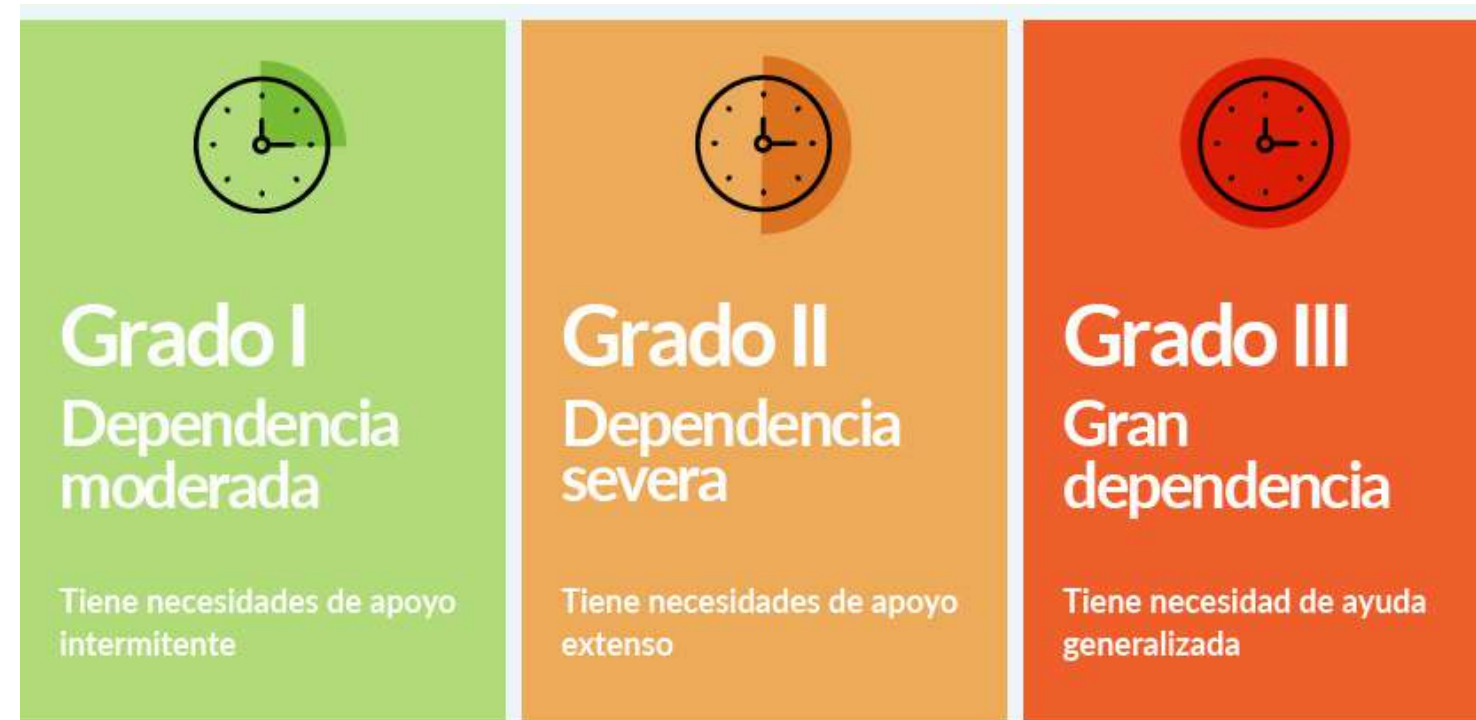 Grado I
Dependencia
moderada
Tiene necesidades de apoyo
intermitente
Grado II
Dependencia
severa
Tiene necesidades de apoyo
extenso
Grado III
Gran
dependencia
Tiene necesidad de ayuda
generalizada